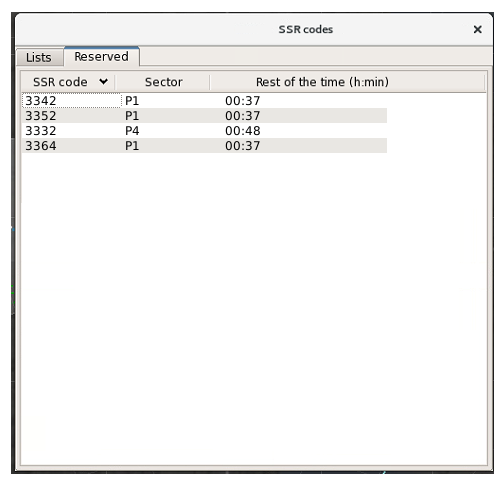 SSR codes
Lists Reserved
SSR code Sector Rest of the time (h:min)
3342 P1 00:37
3352 P1 00:37
3332 P4 00:48
3364 P1 00:37